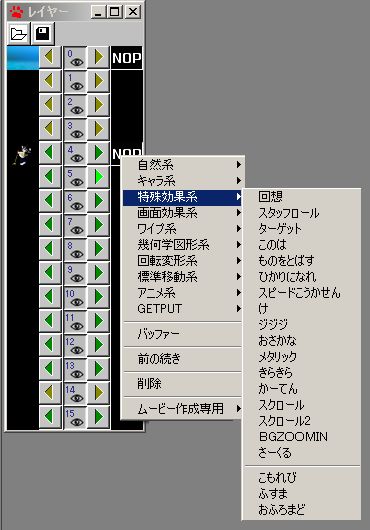 レイヤー
0
NOP
1
2
3
4
NOP
5
6
7
8
9
10
11
12
13
14
15
自然系
キャラ系
特殊効果系
画面効果系
ワイプ系
幾何学図形系
回転変形系
標準移動系
アニメ系
GETPUT
バッファー
前の続き
削除
ムービー作成専用
回想
スタッフロール
ターゲット
このは
ものをとばす
ひかりになれ
スピードこうかせん
け
ジジジ
おさかな
メタリック
きらきら
かーてん
スクロール
スクロール2
BGZOOMIN
さーくる
こもれび
ふすま
おふろまど